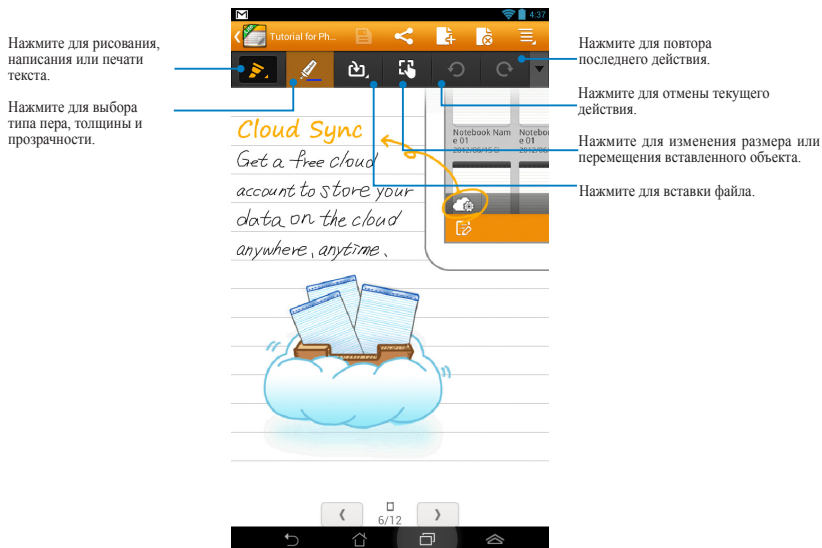 Нажмите для рисования,
написания или печати
текста.
Нажмите для выбора
типа пера, толщины и
прозрачности.
4:37
Tutorial for Ph...
Cloud Sync
Get a free cloud
account to store your
data on the cloud
anywhere, anytime.
Notebook Nam
e 01
Notebo
e 01
6/12
Нажмите для повтора
последнего действия.
Нажмите для отмены текущего
действия.
Нажмите для изменения размера или
перемещения вставленного объекта.
Нажмите для вставки файла.